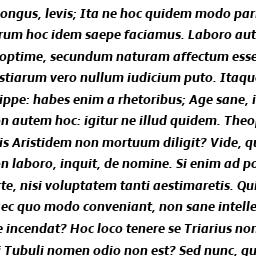 ongus, levis; Ita ne hoc quidem modo par
rum hoc idem saepe faciamus. Laboro aut
optime, secundum naturam affectum esse
stiarum vero nullum iudicium puto. Itaqu
ippe: habes enim a rhetoribus; Age sane, i
n autem hoc: igitur ne illud quidem. Theo
is Aristidem non mortuum diligit? Vide, qu
n laboro, inquit, de nomine. Si enim ad po
rte, nisi voluptatem tanti aestimaretis. Qui
ec quo modo conveniant, non sane intelle
e incendat? Hoc loco tenere se Triarius non
i Tubuli nomen odio non est? Sed nunc, qu